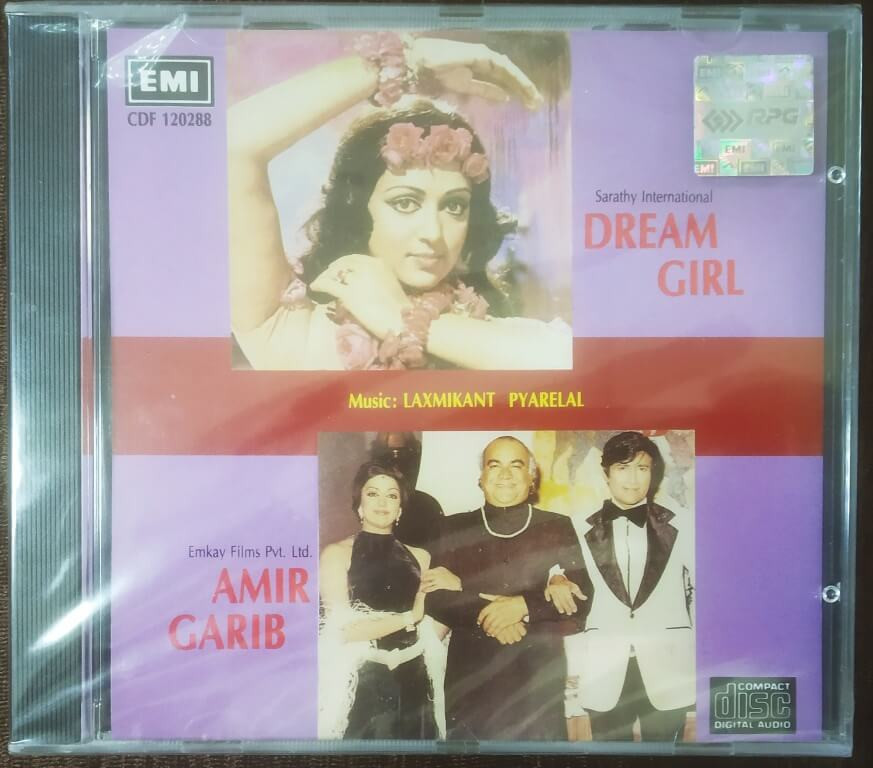 EMI
CDF 120288
RPG
EMI
EMI
EMI
EMI
Sarathy International
DREAM
GIRL
Music: LAXMIKANT PYARELAL
Emkay Films Pvt. Ltd.
AMIR
GARIB
COMPACT
disc
DIGITAL AUDIO